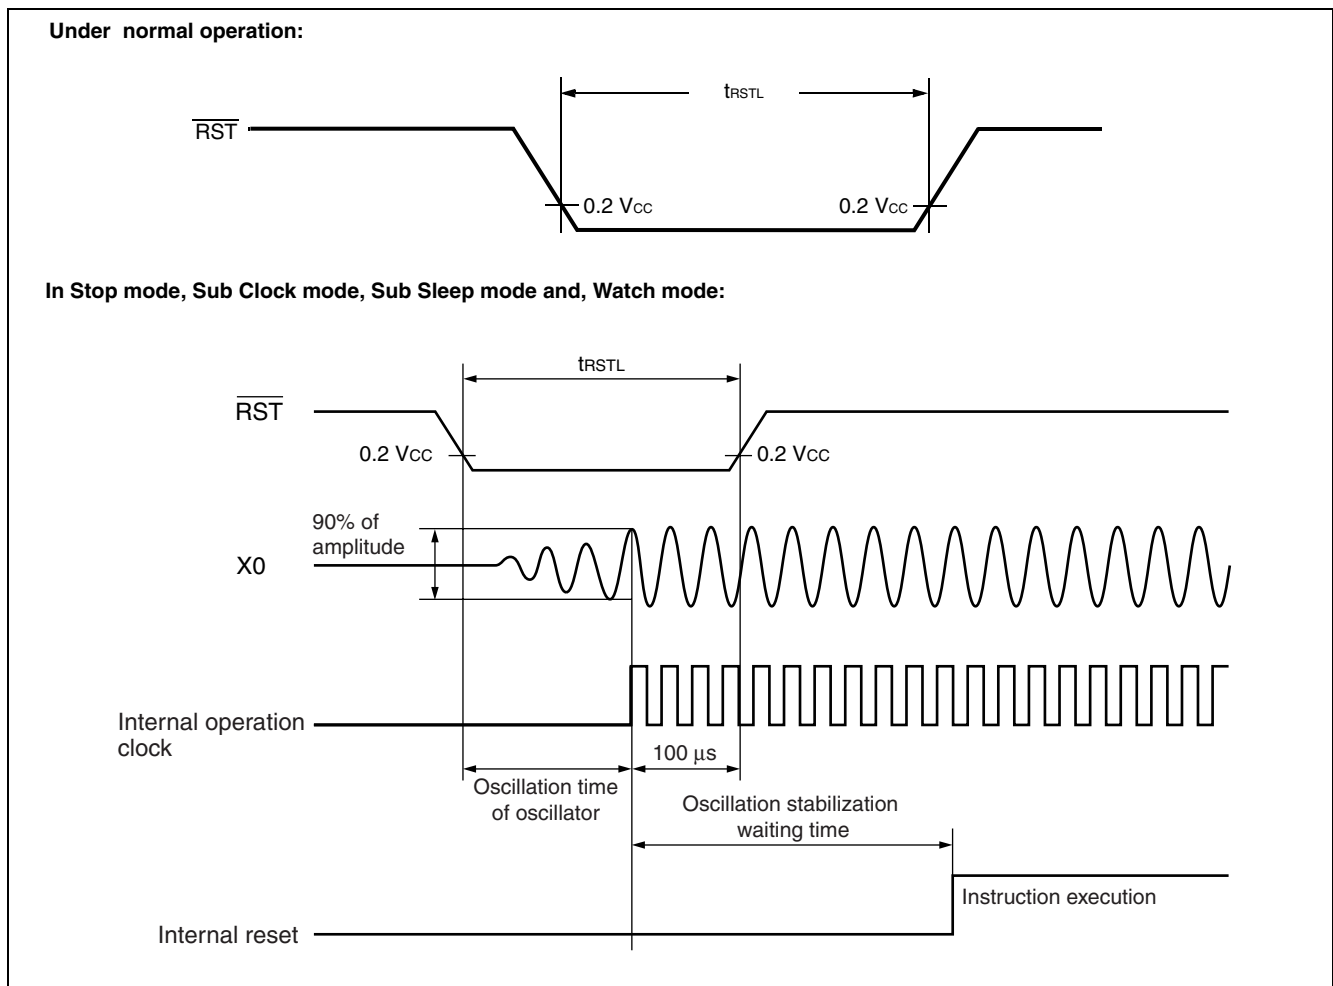 Under normal operation:
tRSTL
RST
0.2 VCC
0.2 VCC
In Stop mode, Sub Clock mode, Sub Sleep mode and, Watch mode:
tRSTL
RST
0.2 VCC
0.2 VCC
90% of
amplitude
X0
Internal operation
clock
100 μs
Oscillation time
of oscillator
Oscillation stabilization
waiting time
Instruction execution
Internal reset